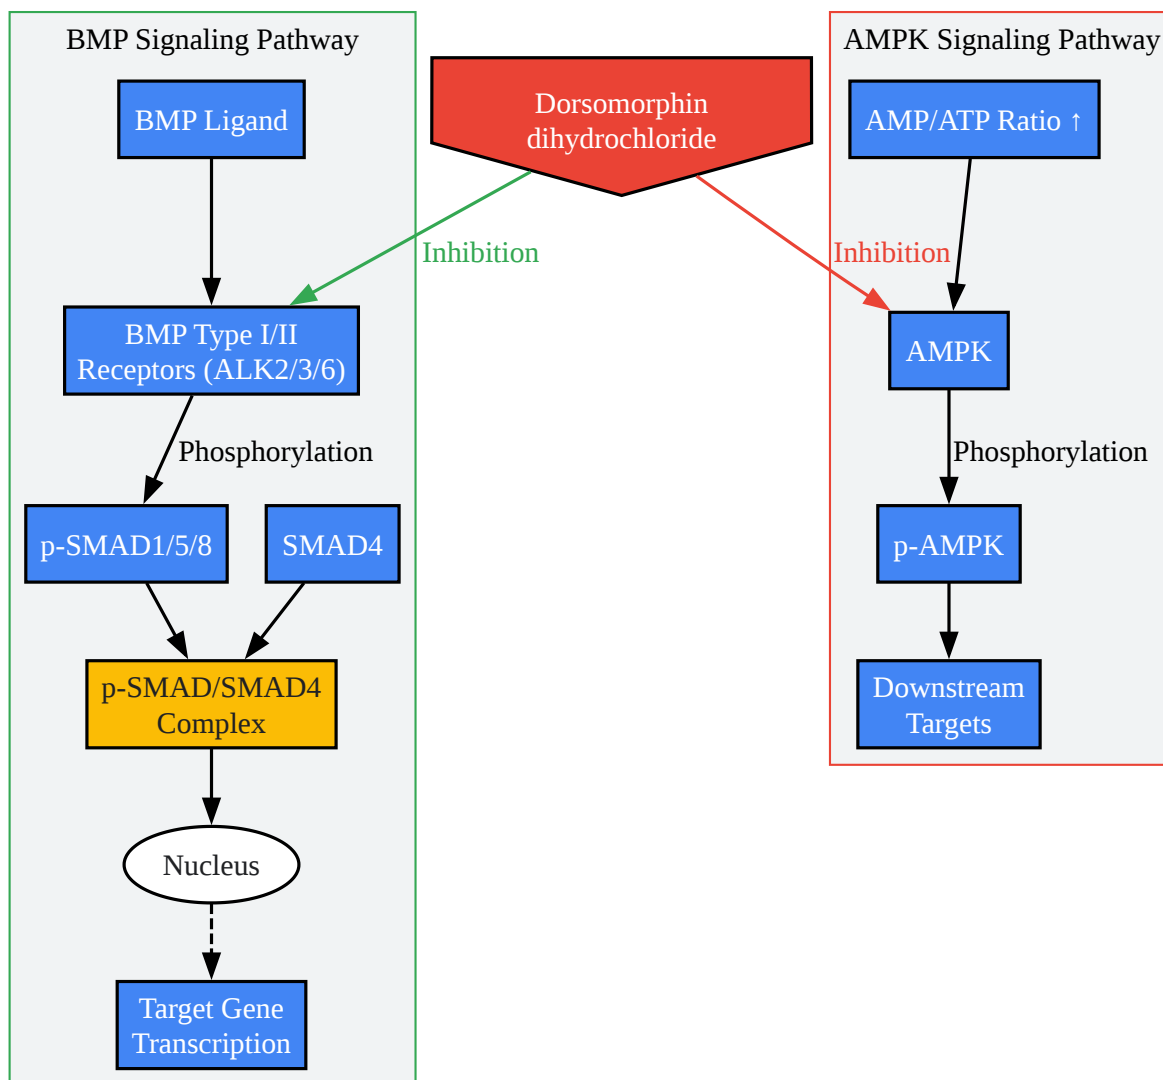 BMP Signaling Pathway
BMP Ligand
Dorsomorphin
dihydrochloride
AMPK Signaling Pathway
AMP/ATP Ratio ↑
Inhibition
Inhibition
BMP Type I/II
Receptors (ALK2/3/6)
AMPK
Phosphorylation
Phosphorylation
p-SMAD1/5/8
SMAD4
p-AMPK
p-SMAD/SMAD4
Complex
Downstream
Targets
Nucleus
Target Gene
Transcription